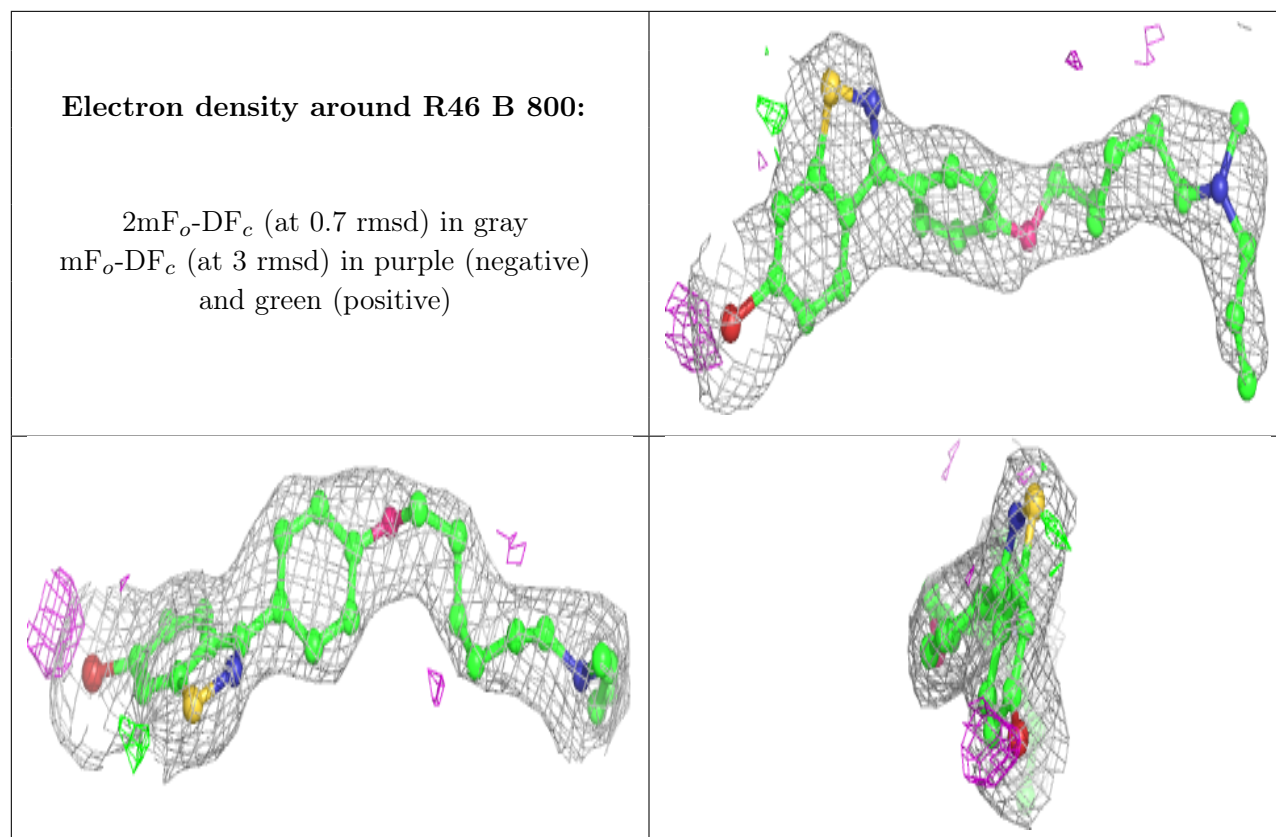 Electron density around R46 B 800:
2mFo-DFc (at 0.7 rmsd) in gray
mFo-DFc (at 3 rmsd) in purple (negative)
and green (positive)